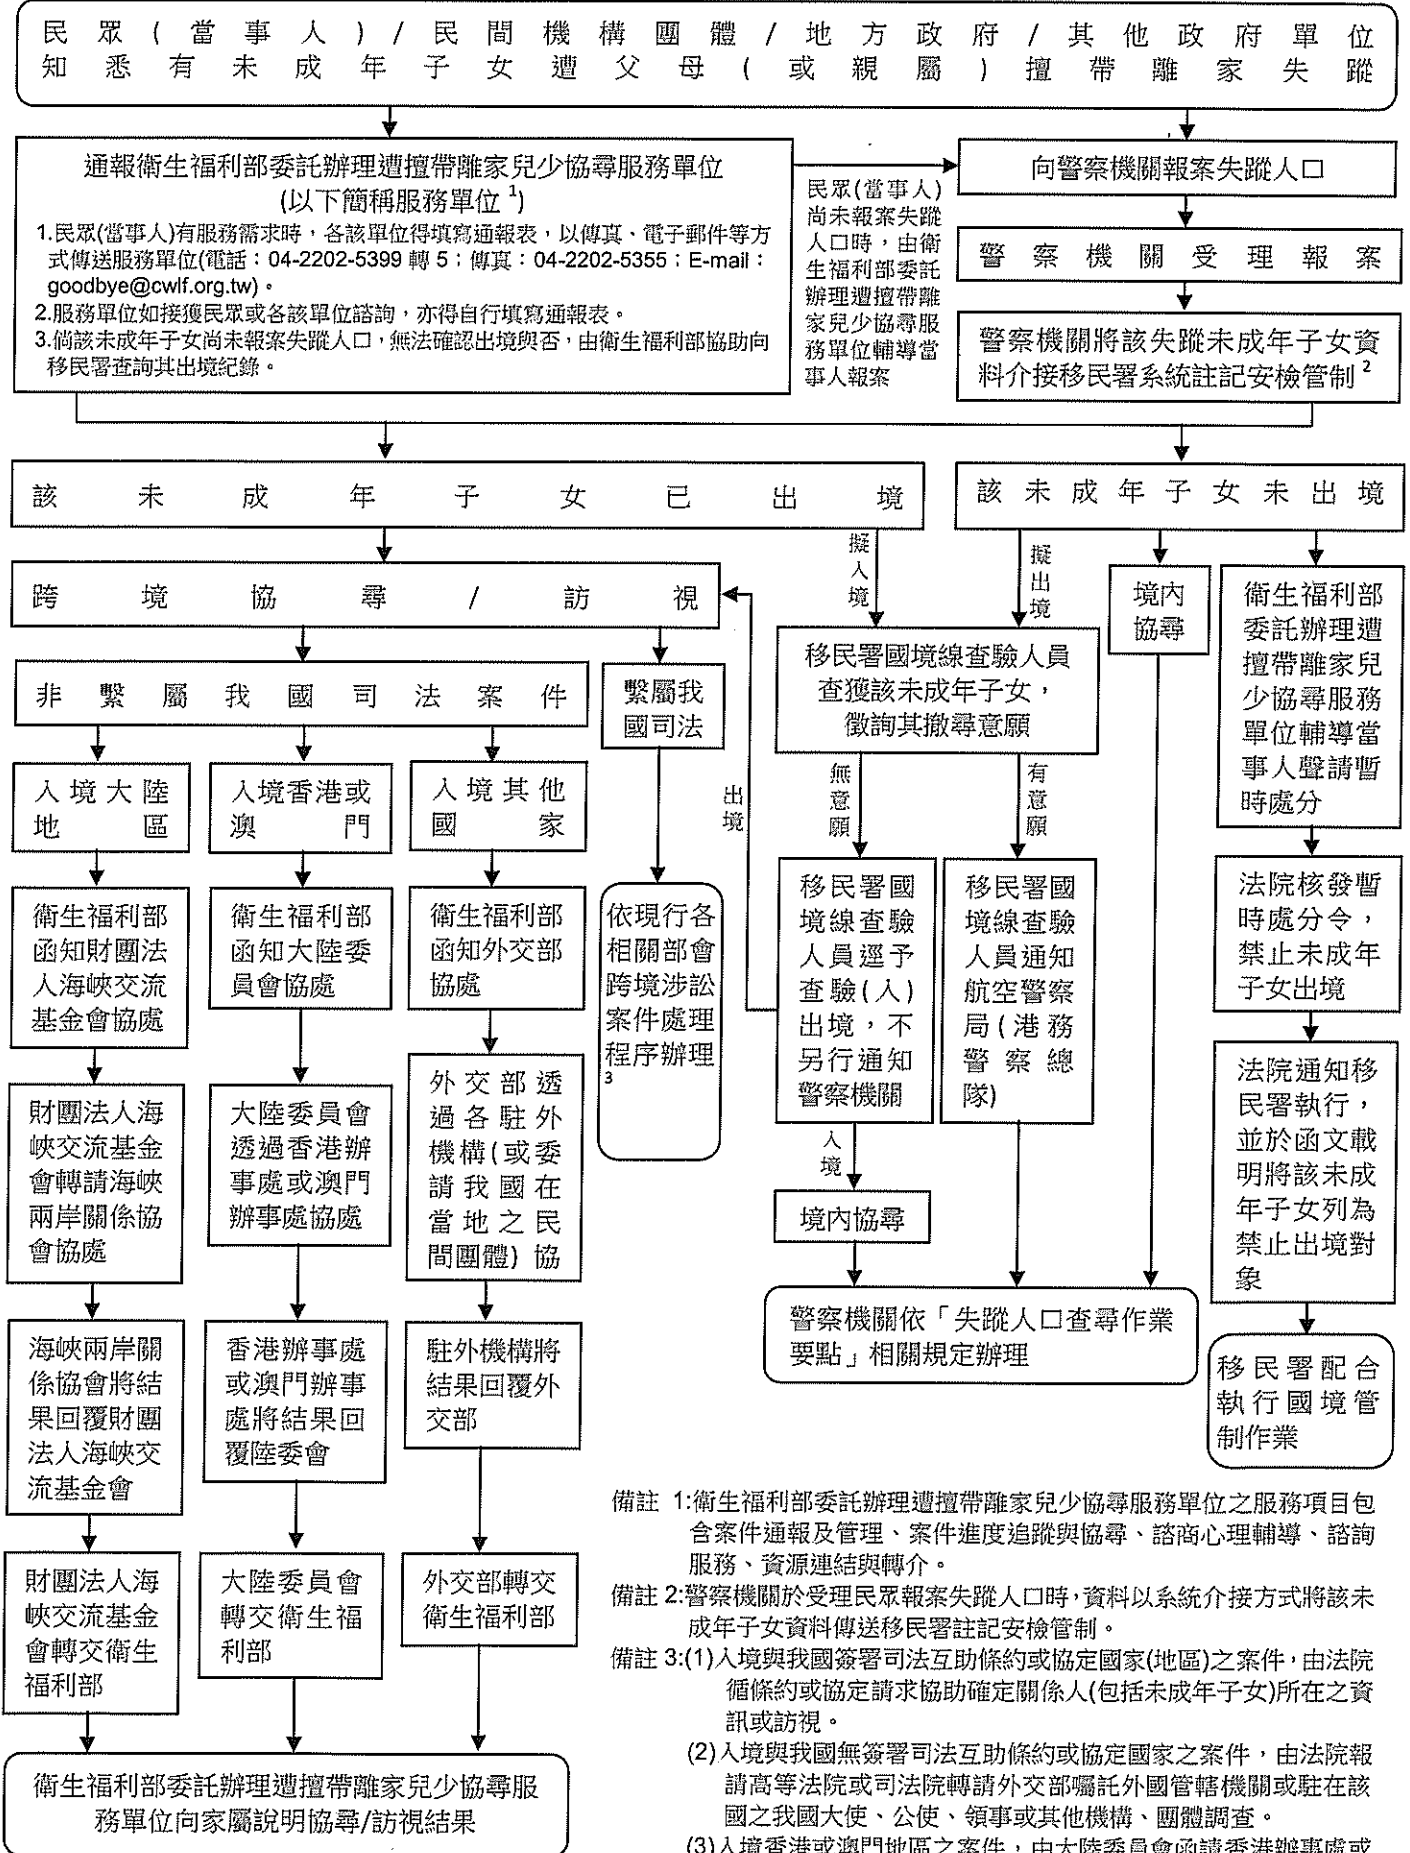 民眾(當事人)/民間機構團體/地方政府/其他政府單位
知悉有未成年子女遭父母(或親屬)擅帶離家失蹤
通報衛生福利部委託辦理遭擅帶離家兒少協尋服務單位
(以下簡稱服務單位1)
1.民眾(當事人)有服務需求時，各該單位得填寫通報表，以傳真、電子郵件等方
式傳送服務單位(電話：04-2202-5399 轉 5；傳真：04-2202-5355；E-mail：
goodbye@cwlf.org.tw)。
2.服務單位如接獲民眾或各該單位諮詢，亦得自行填寫通報表。
3.倘該未成年子女尚未報案失蹤人口，無法確認出境與否，由衛生福利部協助向
移民署查詢其出境紀錄。
民眾(當事人)
尚未報案失蹤
人口時，由衛
生福利部委託
辦理遭擅帶離
家兒少協尋服
務單位輔導當
事人報案
向警察機關報案失蹤人口
警察機關受理報案
警察機關將該失蹤未成年子女資
料介接移民署系統註記安檢管制2
該未成年子女已出境
該未成年子女未出境
跨境協尋/訪視
擬入境
擬出境
境內
協尋
衛生福利部
委託辦理遭
擅帶離家兒
少協尋服務
單位輔導當
事人聲請暫
時處分
移民署國境線查驗人員
查獲該未成年子女，
徵詢其撤尋意願
非繫屬我國司法案件
繫屬我
國司法
無意願
有意願
出境
入境大陸
地區
入境香港或
澳門
入境其他
國家
衛生福利部
函知財團法
人海峽交流
基金會協處
衛生福利部
函知大陸委
員會協處
衛生福利部
函知外交部
協處
依現行各
相關部會
跨境涉訟
案件處理
程序辦理
3
移民署國
境線查驗
人員逕予
查驗(入)
出境，不
另行通知
警察機關
移民署國
境線查驗
人員通知
航空警察
局(港務
警察總
隊)
法院核發暫
時處分令，
禁止未成年
子女出境
財團法人海
峽交流基金
會轉請海峽
兩岸關係協
會協處
大陸委員會
透過香港辦
事處或澳門
辦事處協處
外交部透
過各駐外
機構(或委
請我國在
當地之民
間團體)協
入境
境內協尋
法院通知移
民署執行，
並於函文載
明將該未成
年子女列為
禁止出境對
象
警察機關依「失蹤人口查尋作業
要點」相關規定辦理
移民署配合
執行國境管
制作業
海峽兩岸關
係協會將結
果回覆財團
法人海峽交
流基金會
香港辦事處
或澳門辦事
處將結果回
覆陸委會
駐外機構將
結果回覆外
交部
財團法人海
峽交流基金
會轉交衛生
福利部
大陸委員會
轉交衛生福
利部
外交部轉交
衛生福利部
衛生福利部委託辦理遭擅帶離家兒少協尋服
務單位向家屬說明協尋/訪視結果
備註 1:衛生福利部委託辦理遭擅帶離家兒少協尋服務單位之服務項目包
含案件通報及管理、案件進度追蹤與協尋、諮商心理輔導、諮詢
服務、資源連結與轉介。
備註 2:警察機關於受理民眾報案失蹤人口時，資料以系統介接方式將該未
成年子女資料傳送移民署註記安檢管制。
備註 3:(1)入境與我國簽署司法互助條約或協定國家(地區)之案件，由法院
循條約或協定請求協助確定關係人(包括未成年子女)所在之資
訊或訪視。
(2)入境與我國無簽署司法互助條約或協定國家之案件，由法院報
請高等法院或司法院轉請外交部囑託外國管轄機關或駐在該
國之我國大使、公使、領事或其他機構、團體調查。
(3)入境香港或澳門地區之案件，由大陸委員會函請香港辦事處或